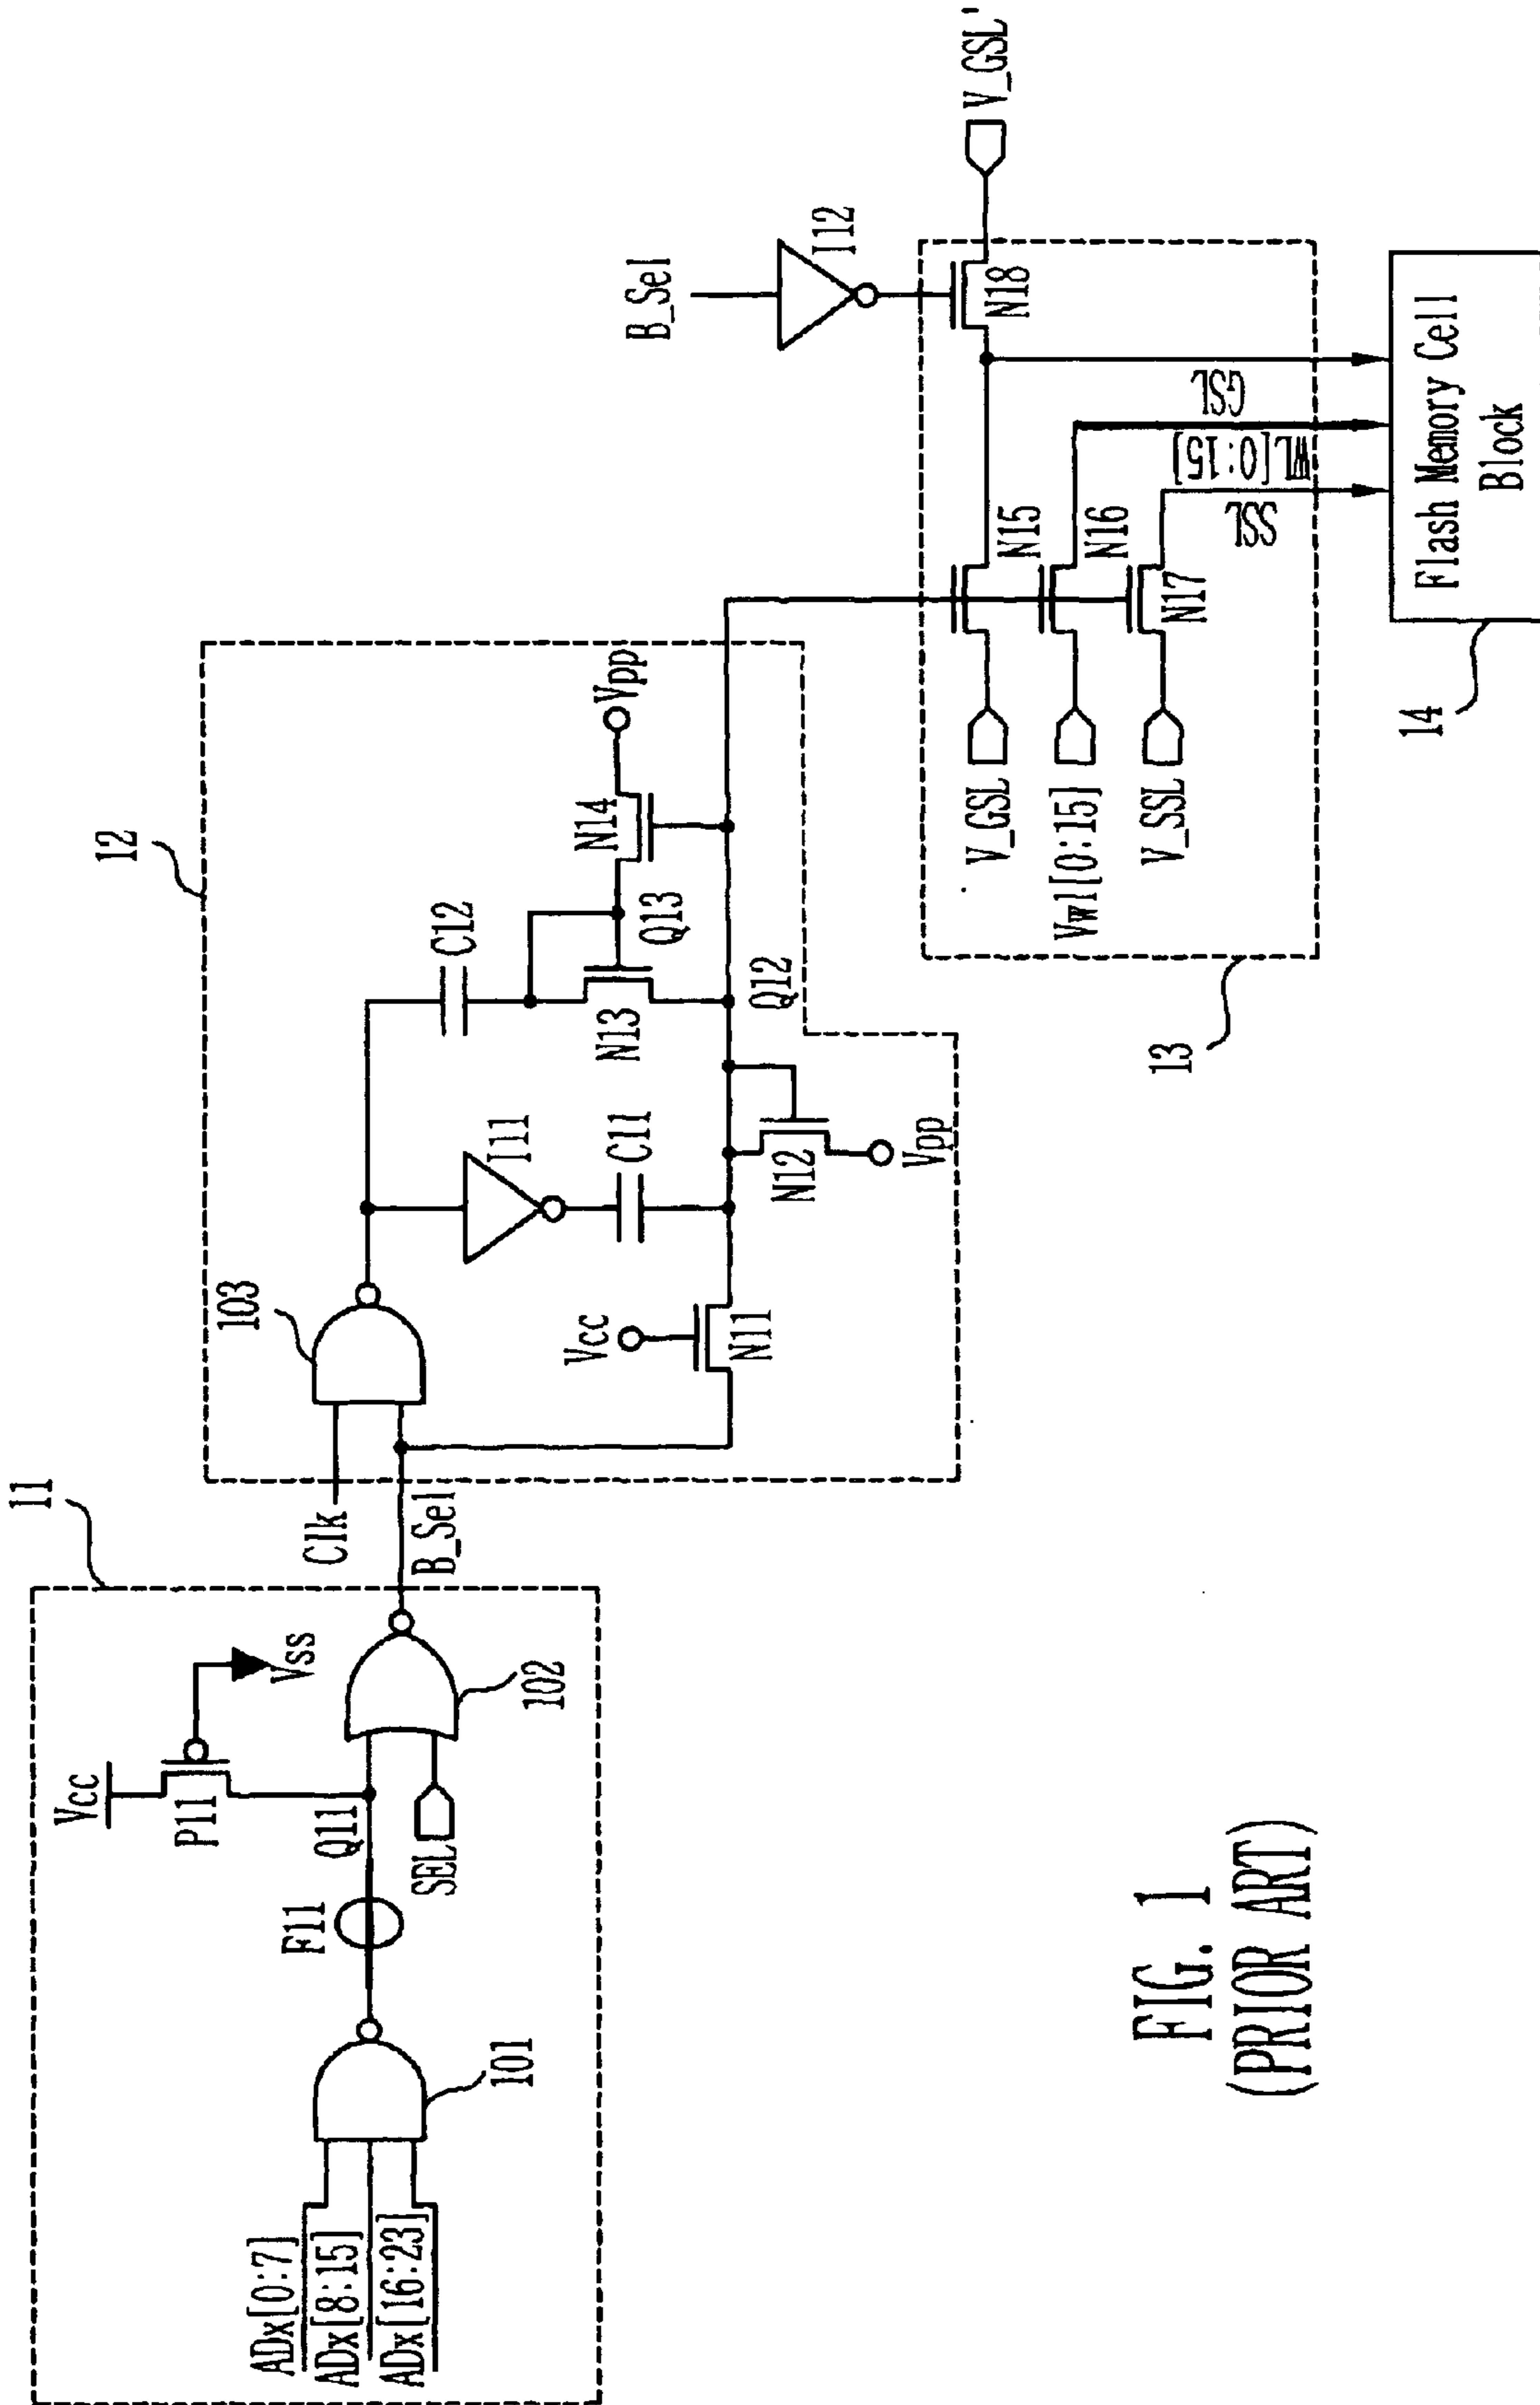 11
Vcc
P11
Vss
ADx[0:7]
ADx[8:15]
ADx[16:23]
101
F11
Q11
SEL
102
B_Sel
12
Clk
103
Vcc
N11
I11
C11
N12
Vpp
C12
N13
Q13
N14
Vpp
Q12
13
V_GSL
Vwl[0:15]
V_SSL
N15
N16
N17
B_Sel
I12
N18
V_GSL'
GSL
WL[0:15]
SSL
14
Flash Memory Cell
Block
FIG. 1
(PRIOR ART)